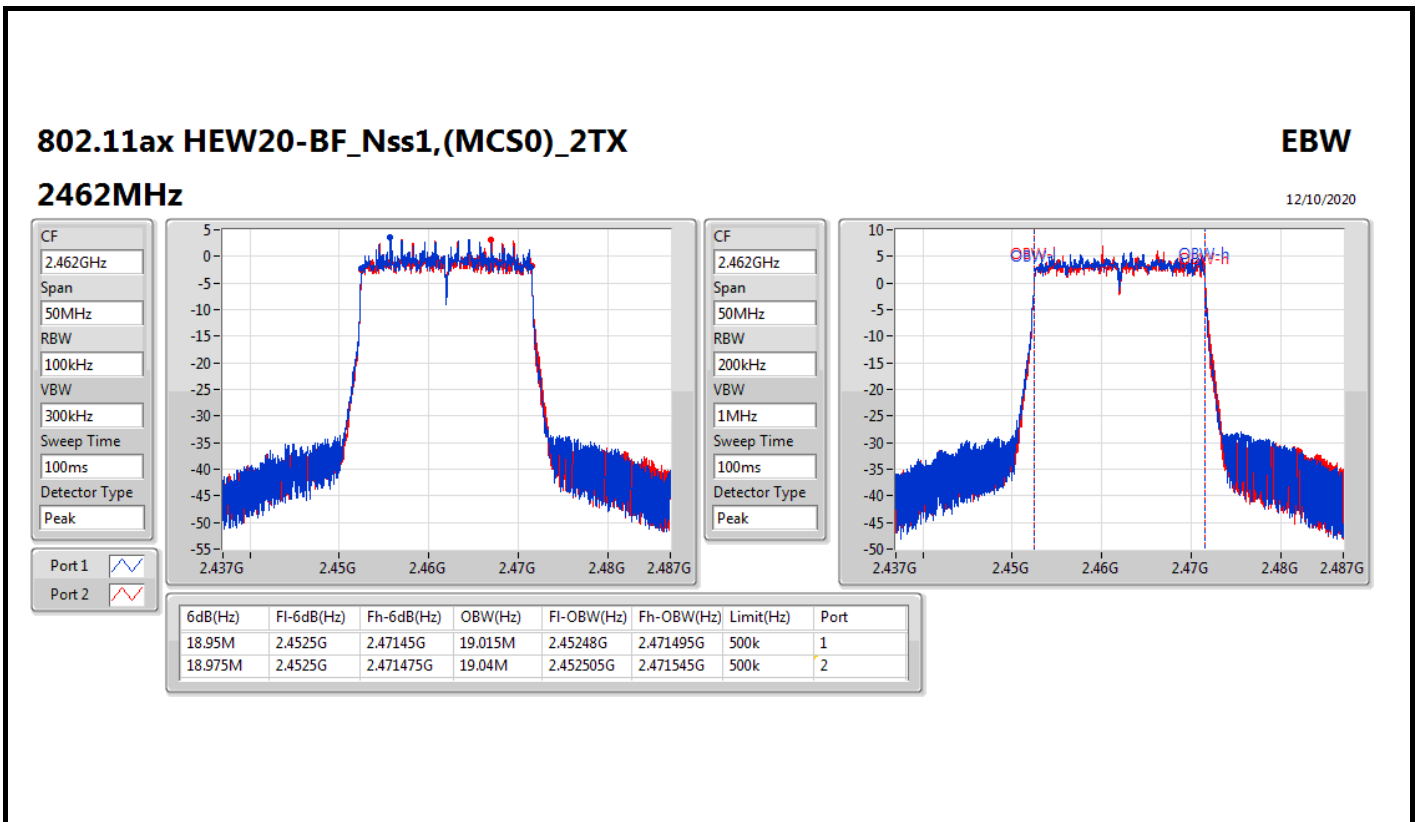 802.11ax HEW20-BF_Nss1,(MCS0)_2TX EBW
2462MHz 12/10/2020
CF
2.462GHz
Span
50MHz
RBW
100kHz
VBW
300kHz
Sweep Time
100ms
Detector Type
Peak
Port 1
Port 2
5
0
-5
-10
-15
-20
-25
-30
-35
-40
-45
-50
-55
2.437G 2.45G 2.46G 2.47G 2.48G 2.487G
CF
2.462GHz
Span
50MHz
RBW
200kHz
VBW
1MHz
Sweep Time
100ms
Detector Type
Peak
10
5
0
-5
-10
-15
-20
-25
-30
-35
-40
-45
-50
OBW-l OBW-h
2.437G 2.45G 2.46G 2.47G 2.48G 2.487G
6dB(Hz) Fl-6dB(Hz) Fh-6dB(Hz) OBW(Hz) Fl-OBW(Hz) Fh-OBW(Hz) Limit(Hz) Port
18.95M 2.4525G 2.47145G 19.015M 2.45248G 2.471495G 500k 1
18.975M 2.4525G 2.471475G 19.04M 2.452505G 2.471545G 500k 2